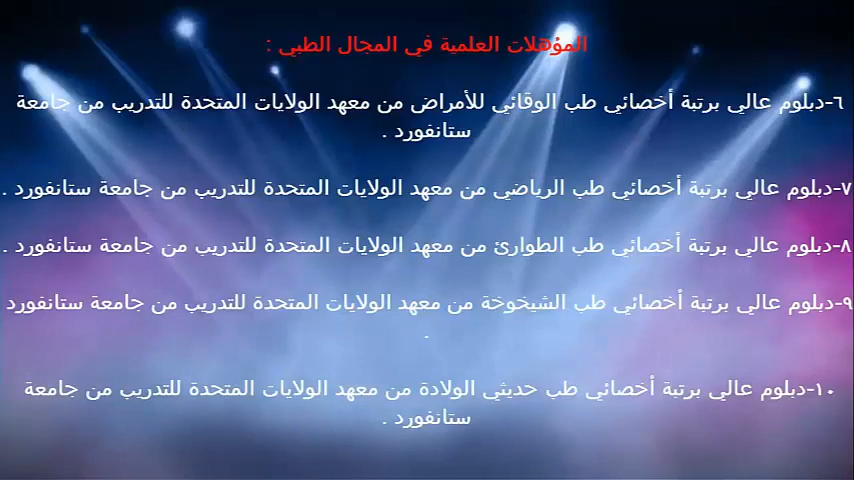 المؤهلات العلمية في المجال الطبي :
٦-دبلوم عالي برتبة أخصائي طب الوقائي للأمراض من معهد الولايات المتحدة للتدريب من جامعة
ستانفورد .
٧-دبلوم عالي برتبة أخصائي طب الرياضي من معهد الولايات المتحدة للتدريب من جامعة ستانفورد .
٨-دبلوم عالي برتبة أخصائي طب الطوارئ من معهد الولايات المتحدة للتدريب من جامعة ستانفورد .
٩-دبلوم عالي برتبة أخصائي طب الشيخوخة من معهد الولايات المتحدة للتدريب من جامعة ستانفورد
.
١٠-دبلوم عالي برتبة أخصائي طب حديثي الولادة من معهد الولايات المتحدة للتدريب من جامعة
ستانفورد .